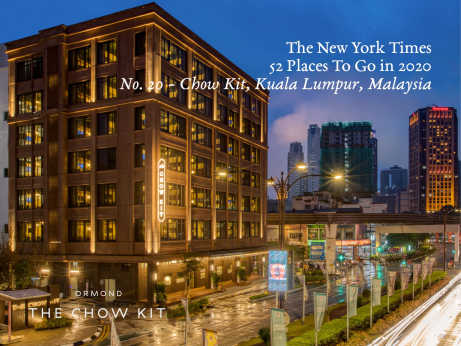 The New York Times
52 Places To Go in 2020
No. 20 - Chow Kit, Kuala Lumpur, Malaysia
CHOW KIT
ORMOND
THE CHOW KIT